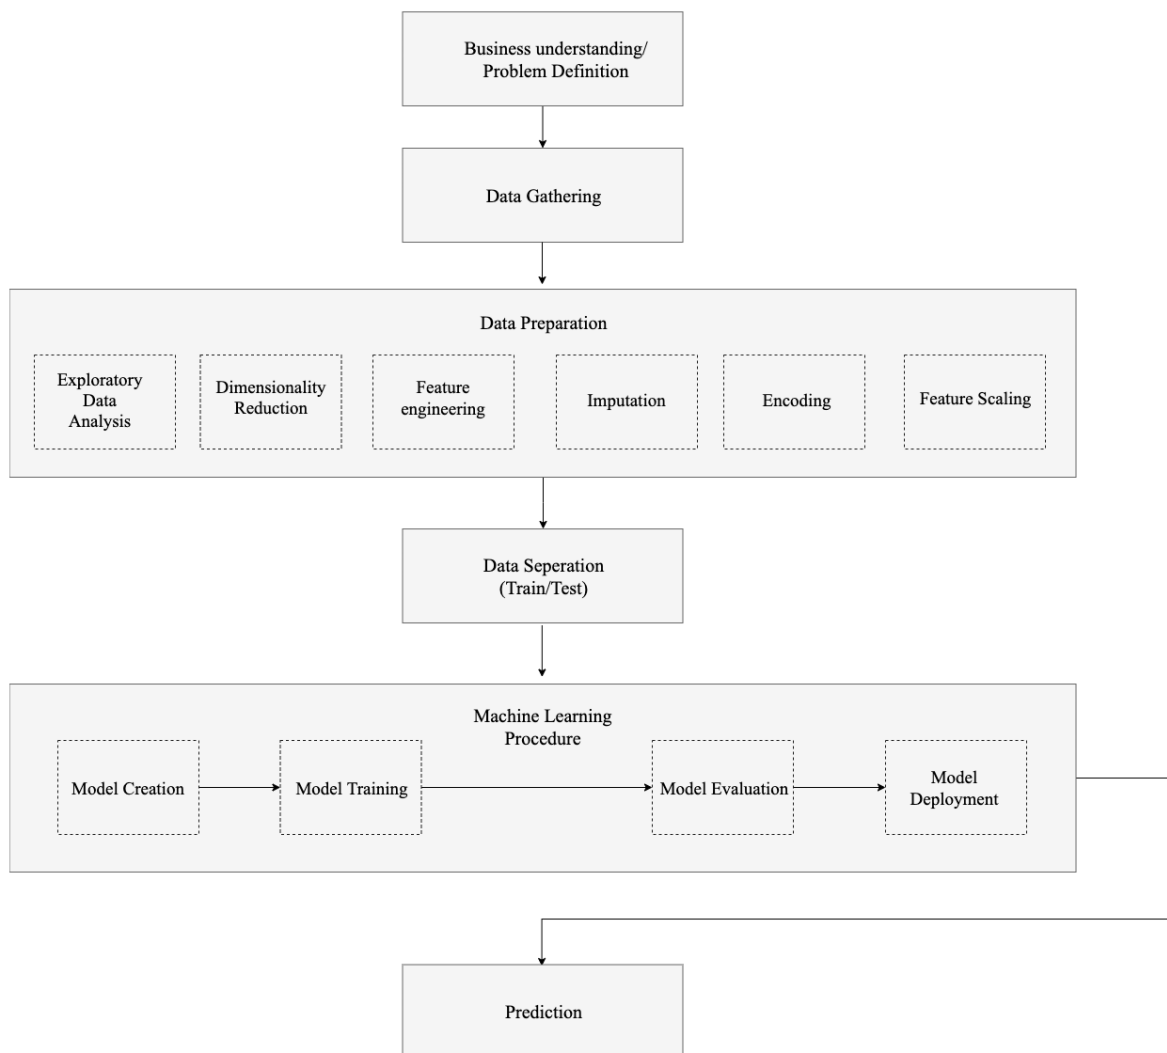 Business understanding/
Problem Definition
Data Gathering
Data Preparation
Exploratory
Data
Analysis
Dimensionality
Reduction
Feature
engineering
Imputation
Encoding
Feature Scaling
Data Seperation
(Train/Test)
Machine Learning
Procedure
Model Creation
Model Training
Model Evaluation
Model
Deployment
Prediction